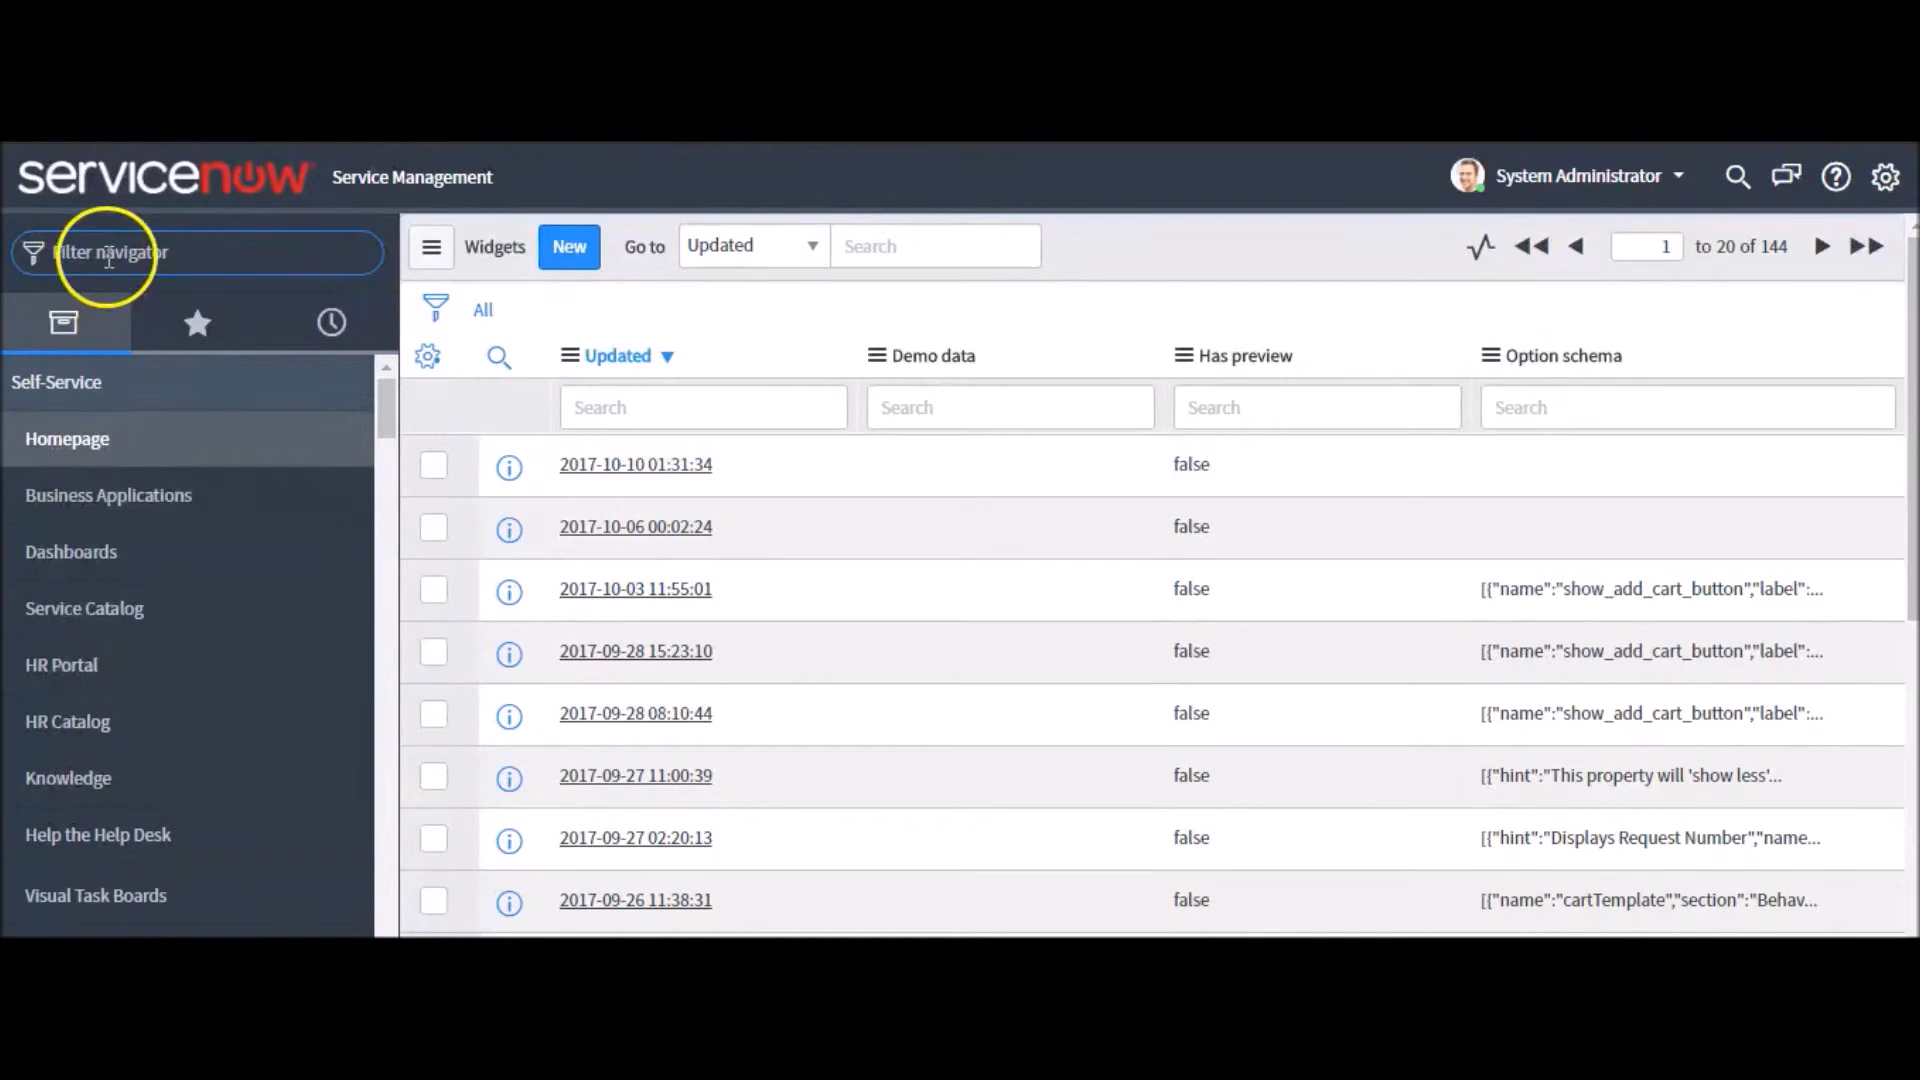 servicenow Service Management System Administrator
Filter navigator
Widgets New Go to Updated Search 1 to 20 of 144
All
Updated Demo data Has preview Option schema
Search Search Search Search
Self-Service
Homepage
Business Applications
Dashboards
Service Catalog
HR Portal
HR Catalog
Knowledge
Help the Help Desk
Visual Task Boards
2017-10-10 01:31:34 false
2017-10-06 00:02:24 false
2017-10-03 11:55:01 false [{"name":"show_add_cart_button","label":...
2017-09-28 15:23:10 false [{"name":"show_add_cart_button","label":...
2017-09-28 08:10:44 false [{"name":"show_add_cart_button","label":...
2017-09-27 11:00:39 false [{"hint":"This property will 'show less'...
2017-09-27 02:20:13 false [{"hint":"Displays Request Number","name...
2017-09-26 11:38:31 false [{"name":"cartTemplate","section":"Behav...